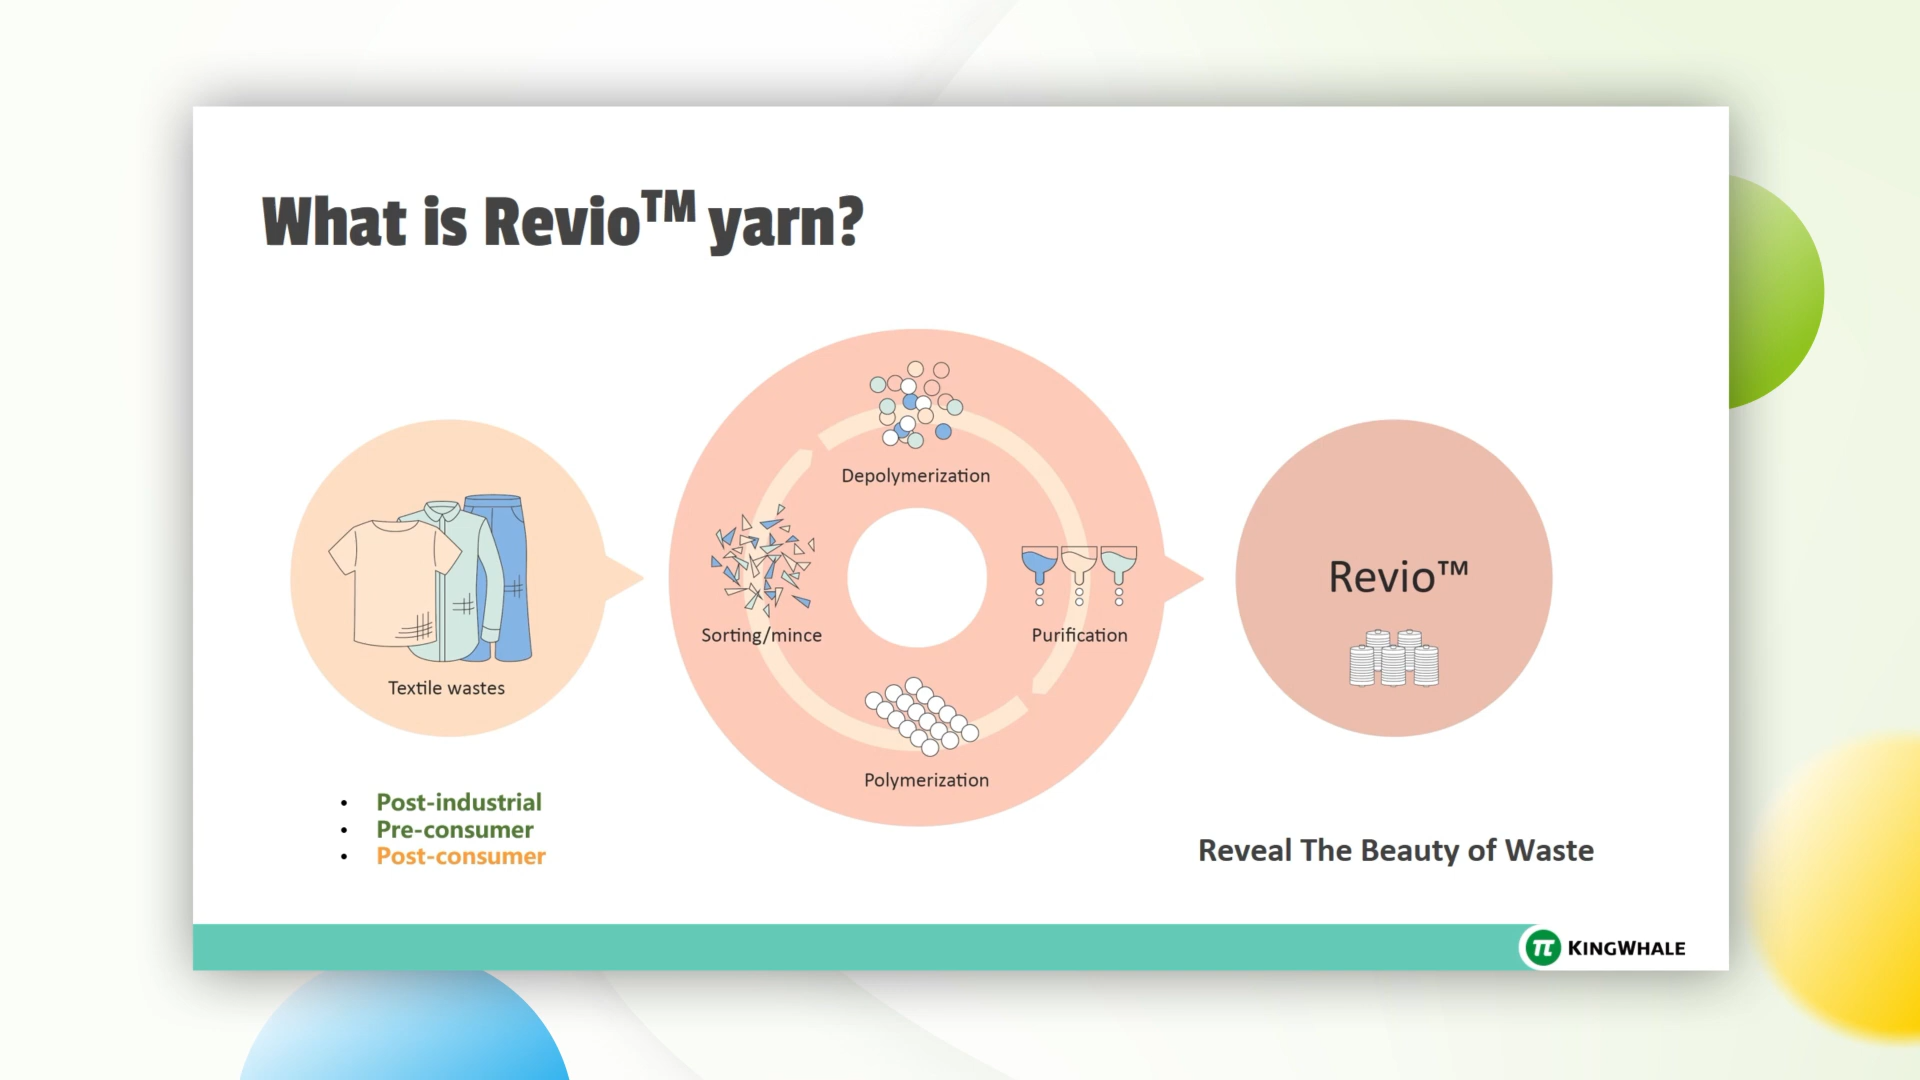 What is Revio™ yarn?
Textile wastes
• Post-industrial
• Pre-consumer
• Post-consumer
Depolymerization
Sorting/mince
Purification
Polymerization
Revio™
Reveal The Beauty of Waste
π KINGWHALE